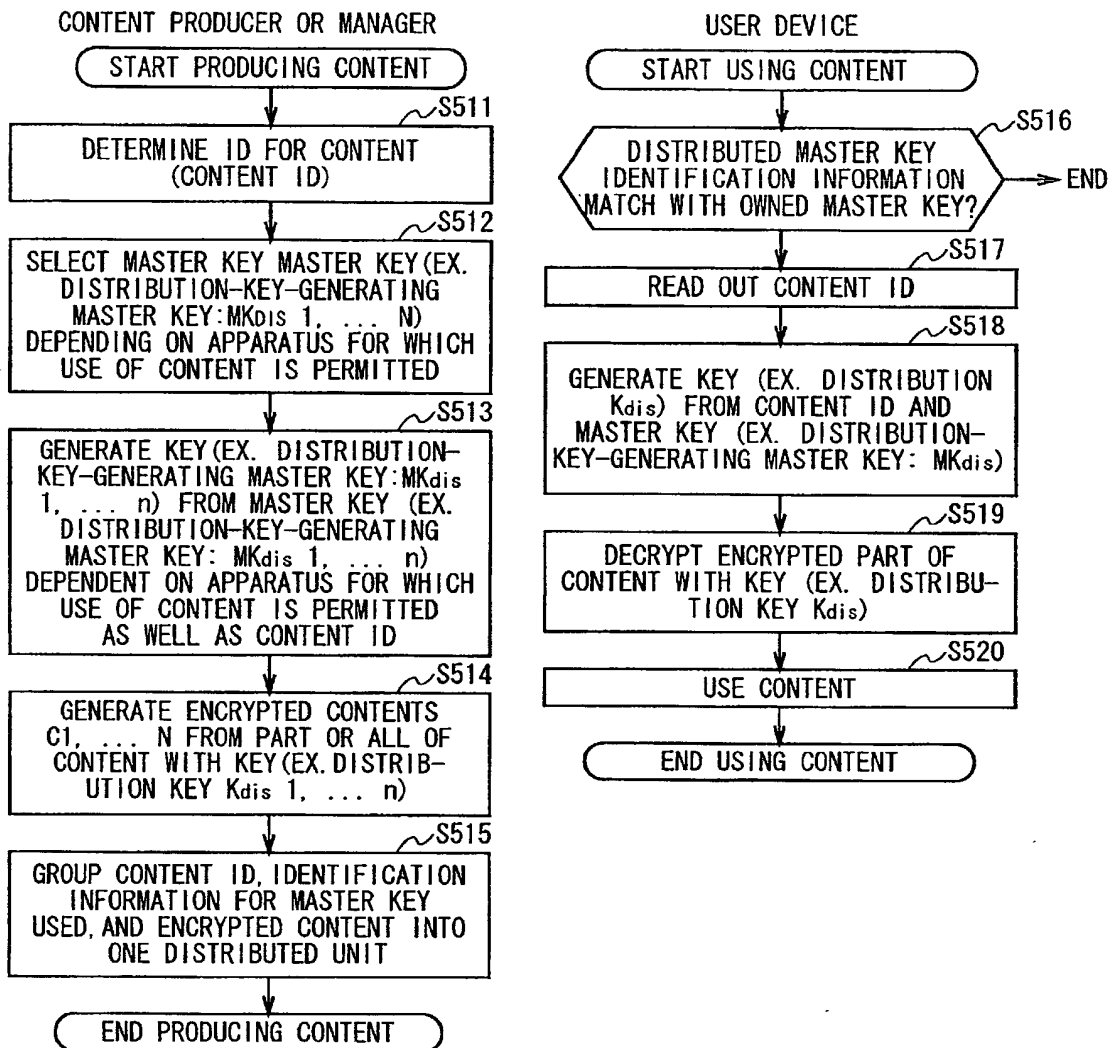 CONTENT PRODUCER OR MANAGER
START PRODUCING CONTENT
S511
DETERMINE ID FOR CONTENT
(CONTENT ID)
S512
SELECT MASTER KEY MASTER KEY(EX.
DISTRIBUTION-KEY-GENERATING
MASTER KEY:MKDIS 1, ... N)
DEPENDING ON APPARATUS FOR WHICH
USE OF CONTENT IS PERMITTED
S513
GENERATE KEY(EX. DISTRIBUTION-
KEY-GENERATING MASTER KEY:MKdis
1, ... n) FROM MASTER KEY (EX.
DISTRIBUTION-KEY-GENERATING
MASTER KEY: MKdis 1, ... n)
DEPENDENT ON APPARATUS FOR WHICH
USE OF CONTENT IS PERMITTED
AS WELL AS CONTENT ID
S514
GENERATE ENCRYPTED CONTENTS
C1, ... N FROM PART OR ALL OF
CONTENT WITH KEY(EX. DISTRIB-
UTION KEY Kdis 1, ... n)
S515
GROUP CONTENT ID, IDENTIFICATION
INFORMATION FOR MASTER KEY
USED, AND ENCRYPTED CONTENT INTO
ONE DISTRIBUTED UNIT
END PRODUCING CONTENT
USER DEVICE
START USING CONTENT
S516
DISTRIBUTED MASTER KEY
IDENTIFICATION INFORMATION
MATCH WITH OWNED MASTER KEY?
END
S517
READ OUT CONTENT ID
S518
GENERATE KEY (EX. DISTRIBUTION
Kdis) FROM CONTENT ID AND
MASTER KEY (EX. DISTRIBUTION-
KEY-GENERATING MASTER KEY: MKdis)
S519
DECRYPT ENCRYPTED PART OF
CONTENT WITH KEY (EX. DISTRIBU-
TION KEY Kdis)
S520
USE CONTENT
END USING CONTENT